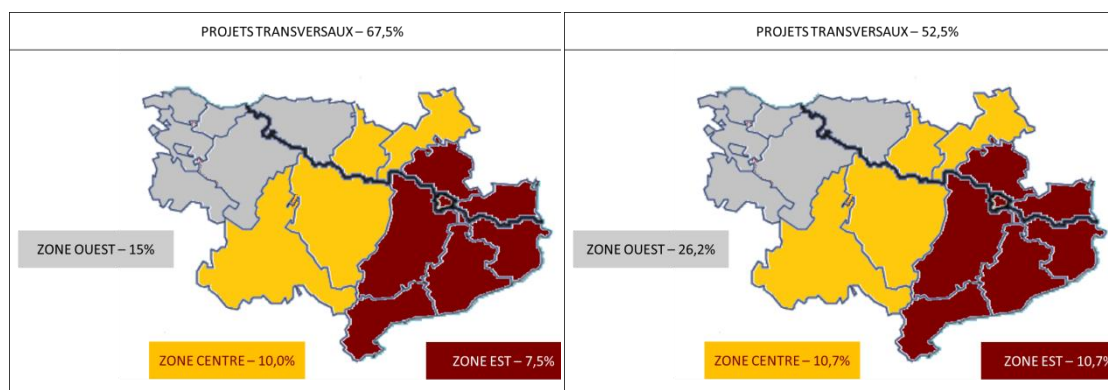 PROJETS TRANSVERSAUX – 67,5%
ZONE OUEST – 15%
ZONE CENTRE – 10,0%
ZONE EST – 7,5%
PROJETS TRANSVERSAUX – 52,5%
ZONE OUEST – 26,2%
ZONE CENTRE – 10,7%
ZONE EST – 10,7%